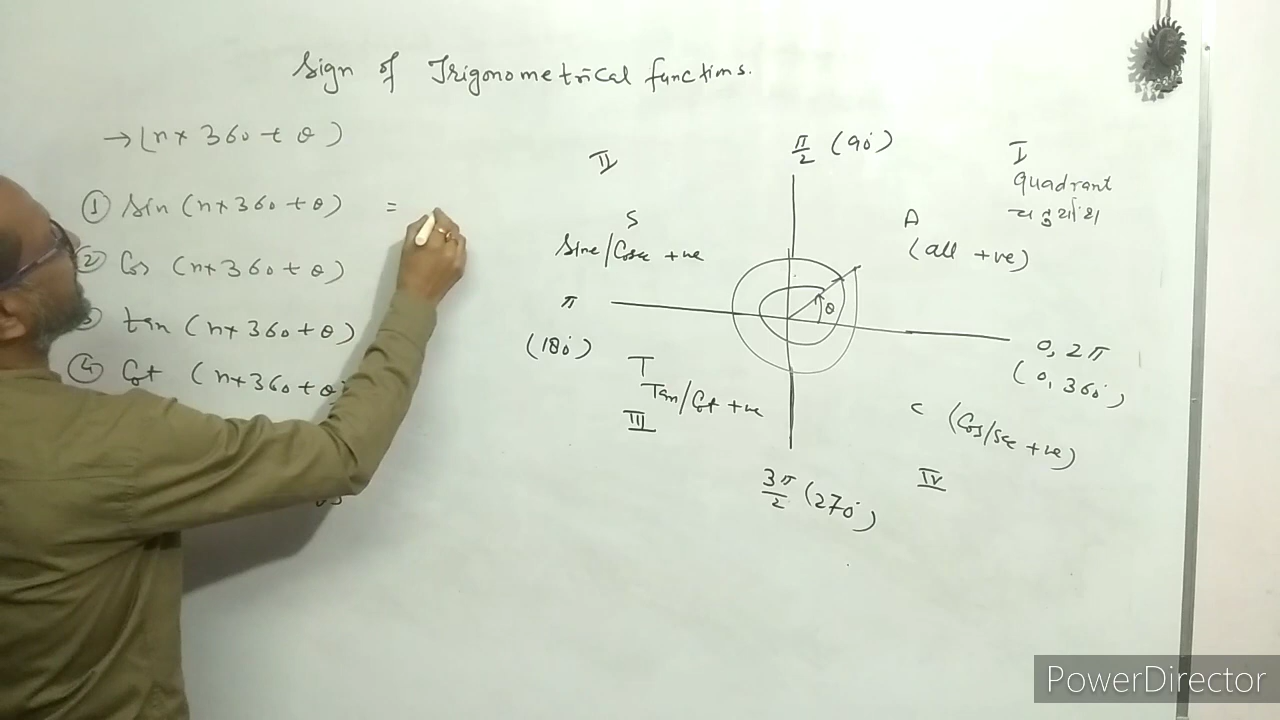 Sign of Trigonometrical functions.
→ (n × 360 + θ)
① Sin (n × 360 + θ) =
② Cos (n × 360 + θ)
③ tan (n × 360 + θ)
④ Cot (n × 360 + θ)
II
S
Sine/Cosec +ve
π/2 (90°)
I
quadrant
A
(all +ve)
π
(180°)
θ
0, 2π
(0, 360°)
T
Tan/Cot +ve
III
C (Cos/sec +ve)
IV
3π/2 (270°)
PowerDirector